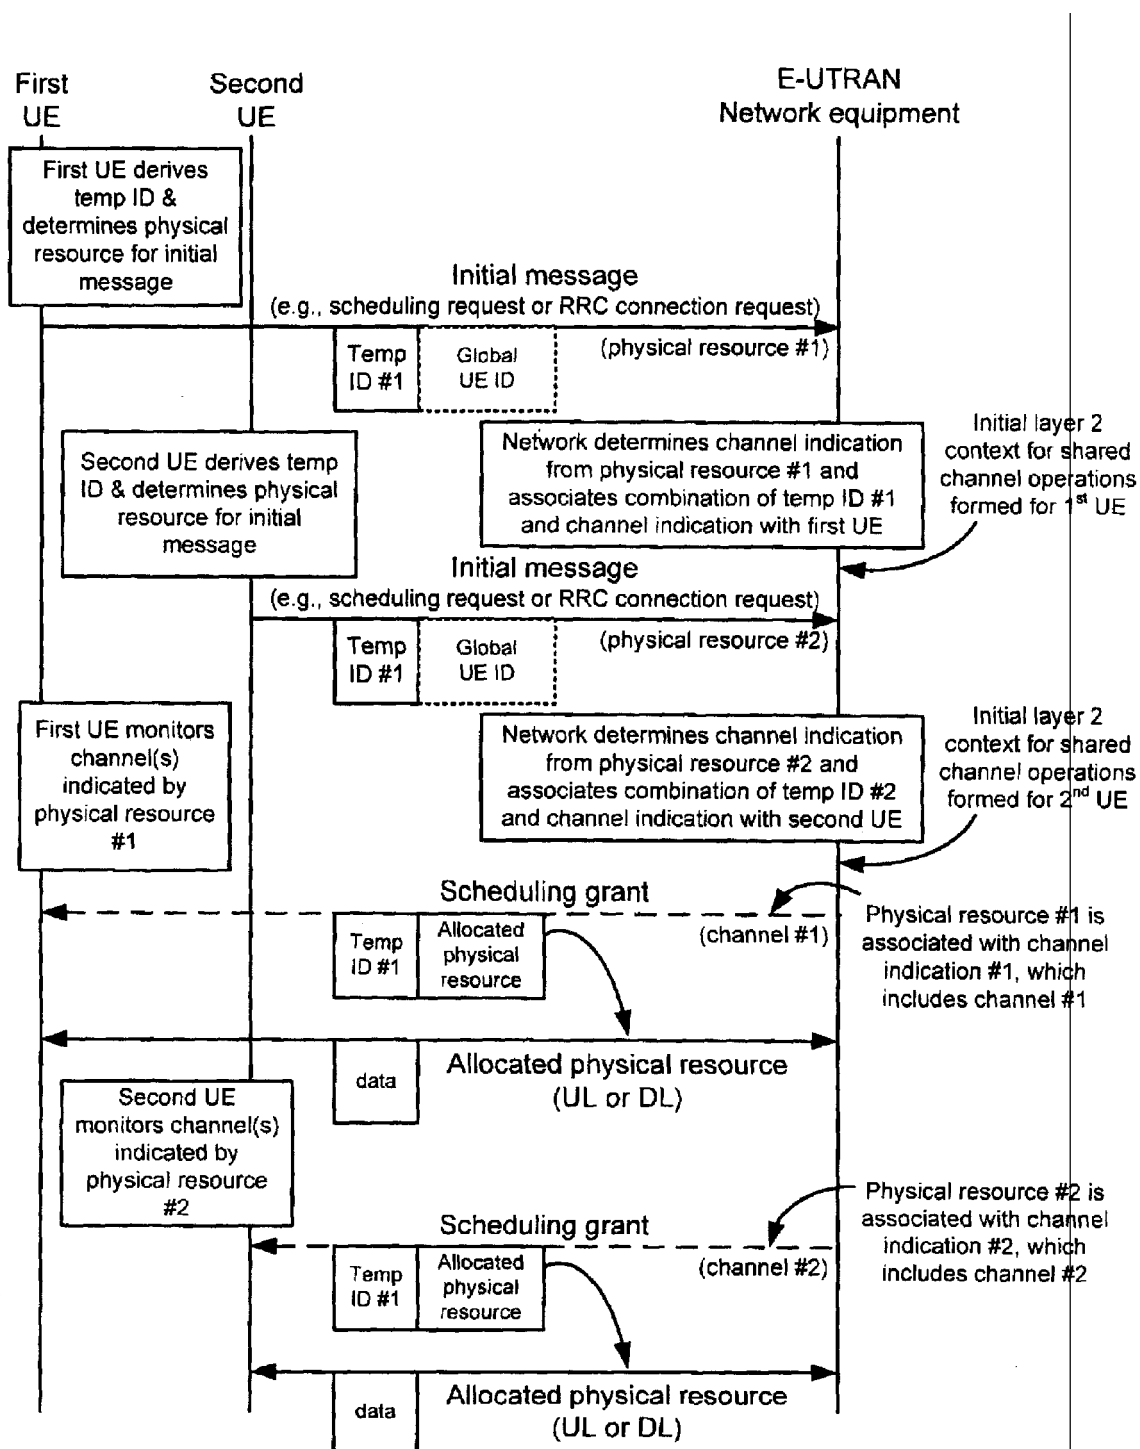 First
UE
Second
UE
E-UTRAN
Network equipment
First UE derives
temp ID &
determines physical
resource for initial
message
Initial message
(e.g., scheduling request or RRC connection request)
Temp
ID #1
Global
UE ID
(physical resource #1)
Second UE derives temp
ID & determines physical
resource for initial
message
Network determines channel indication
from physical resource #1 and
associates combination of temp ID #1
and channel indication with first UE
Initial layer 2
context for shared
channel operations
formed for 1st UE
Initial message
(e.g., scheduling request or RRC connection request)
Temp
ID #1
Global
UE ID
(physical resource #2)
First UE monitors
channel(s)
indicated by
physical resource
#1
Network determines channel indication
from physical resource #2 and
associates combination of temp ID #2
and channel indication with second UE
Initial layer 2
context for shared
channel operations
formed for 2nd UE
Scheduling grant
Temp
ID #1
Allocated
physical
resource
(channel #1)
Physical resource #1 is
associated with channel
indication #1, which
includes channel #1
data
Allocated physical resource
(UL or DL)
Second UE
monitors channel(s)
indicated by
physical resource
#2
Scheduling grant
Temp
ID #1
Allocated
physical
resource
(channel #2)
Physical resource #2 is
associated with channel
indication #2, which
includes channel #2
data
Allocated physical resource
(UL or DL)